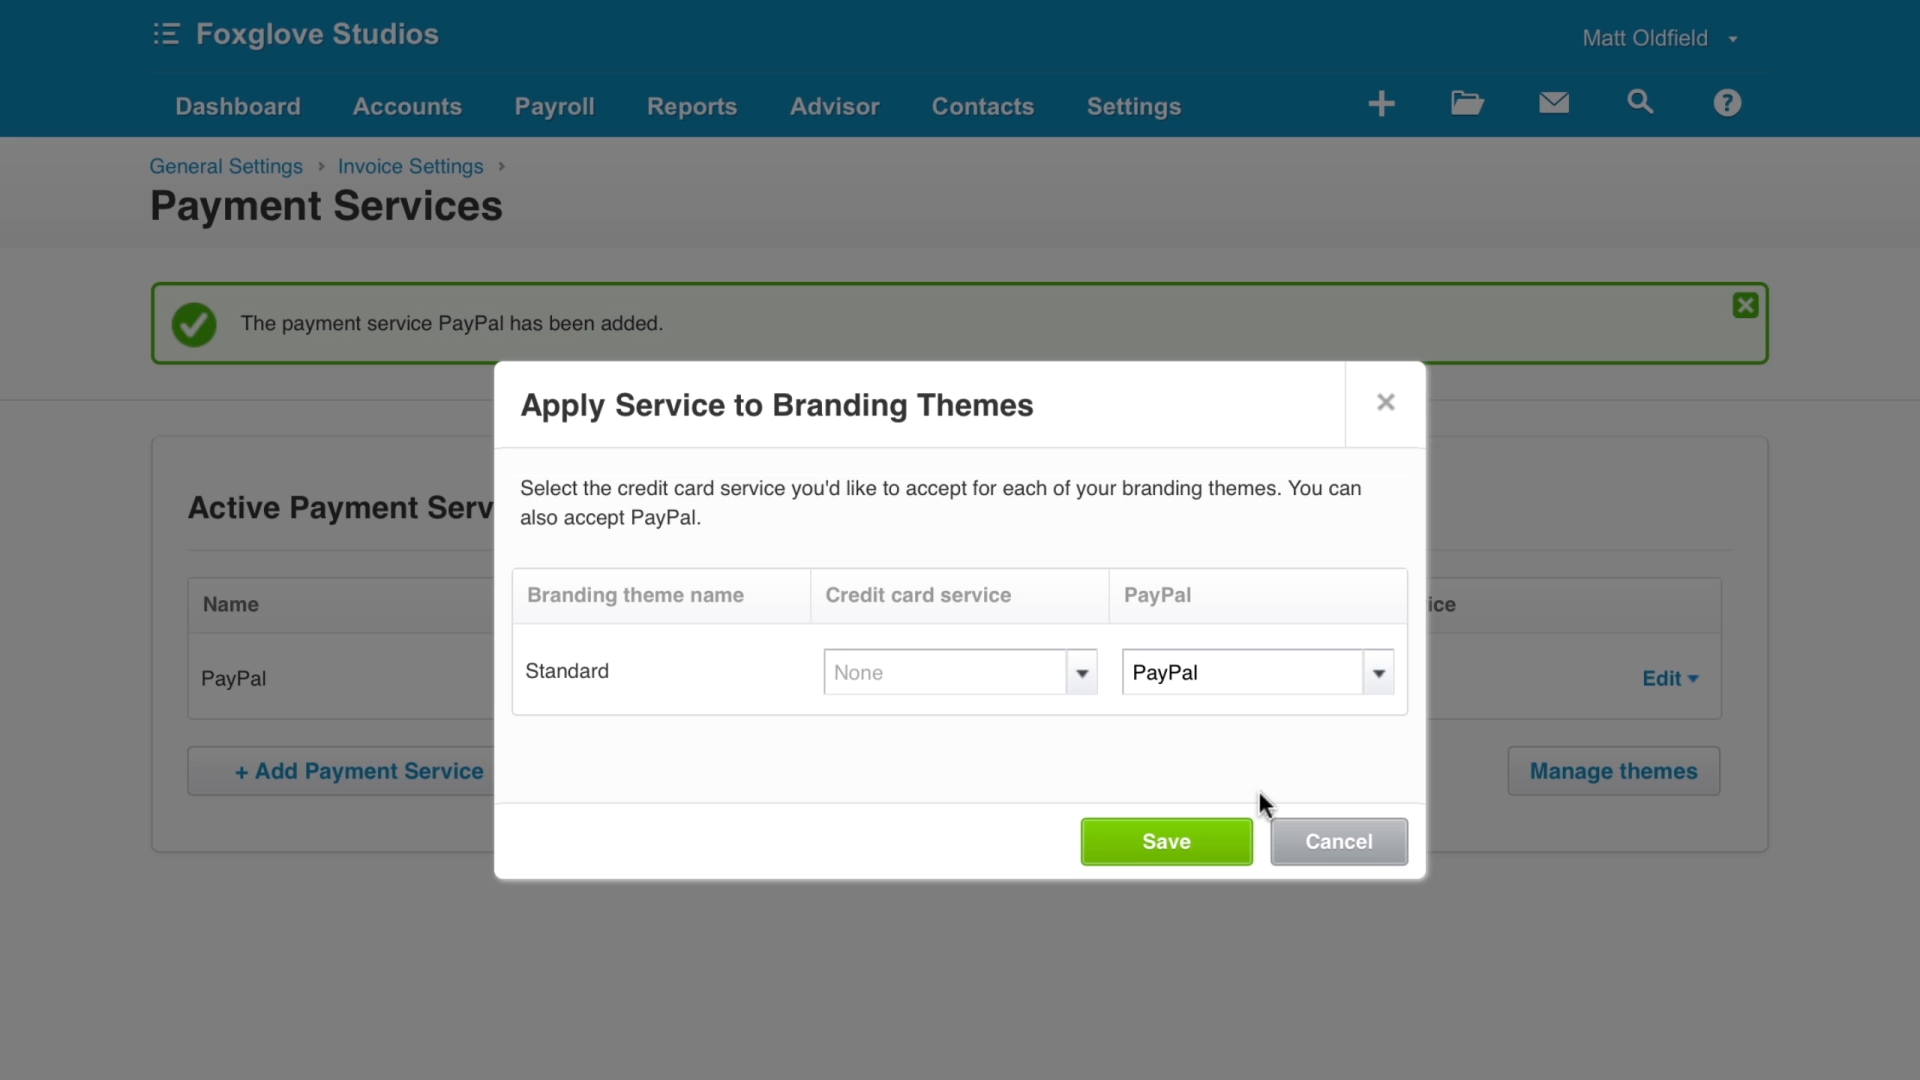 Foxglove Studios
Matt Oldfield
Dashboard Accounts Payroll Reports Advisor Contacts Settings
General Settings › Invoice Settings ›
Payment Services
The payment service PayPal has been added.
Apply Service to Branding Themes
Select the credit card service you'd like to accept for each of your branding themes. You can
also accept PayPal.
Branding theme name Credit card service PayPal
Standard None PayPal
Save Cancel
Active Payment Serv
Name ice
PayPal Edit
+ Add Payment Service Manage themes